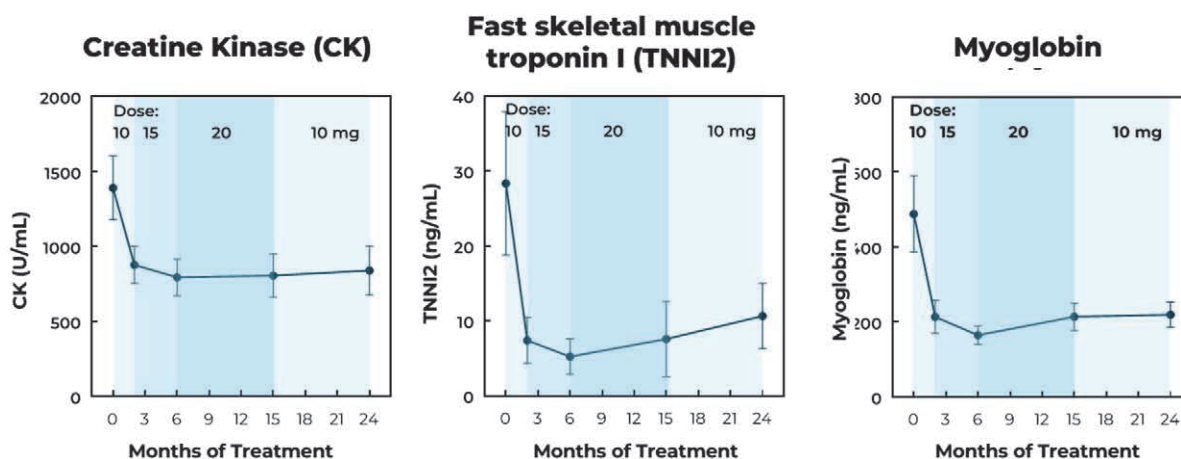 Creatine Kinase (CK)
2000
1500
1000
500
0
CK (U/mL)
Dose:
10 15 20 10 mg
0 3 6 9 12 15 18 21 24
Months of Treatment
Fast skeletal muscle
troponin I (TNNI2)
40
30
20
10
0
TNNI2 (ng/mL)
Dose:
10 15 20 10 mg
0 3 6 9 12 15 18 21 24
Months of Treatment
Myoglobin
800
600
400
200
0
Myoglobin (ng/mL)
Dose:
10 15 20 10 mg
0 3 6 9 12 15 18 21 24
Months of Treatment